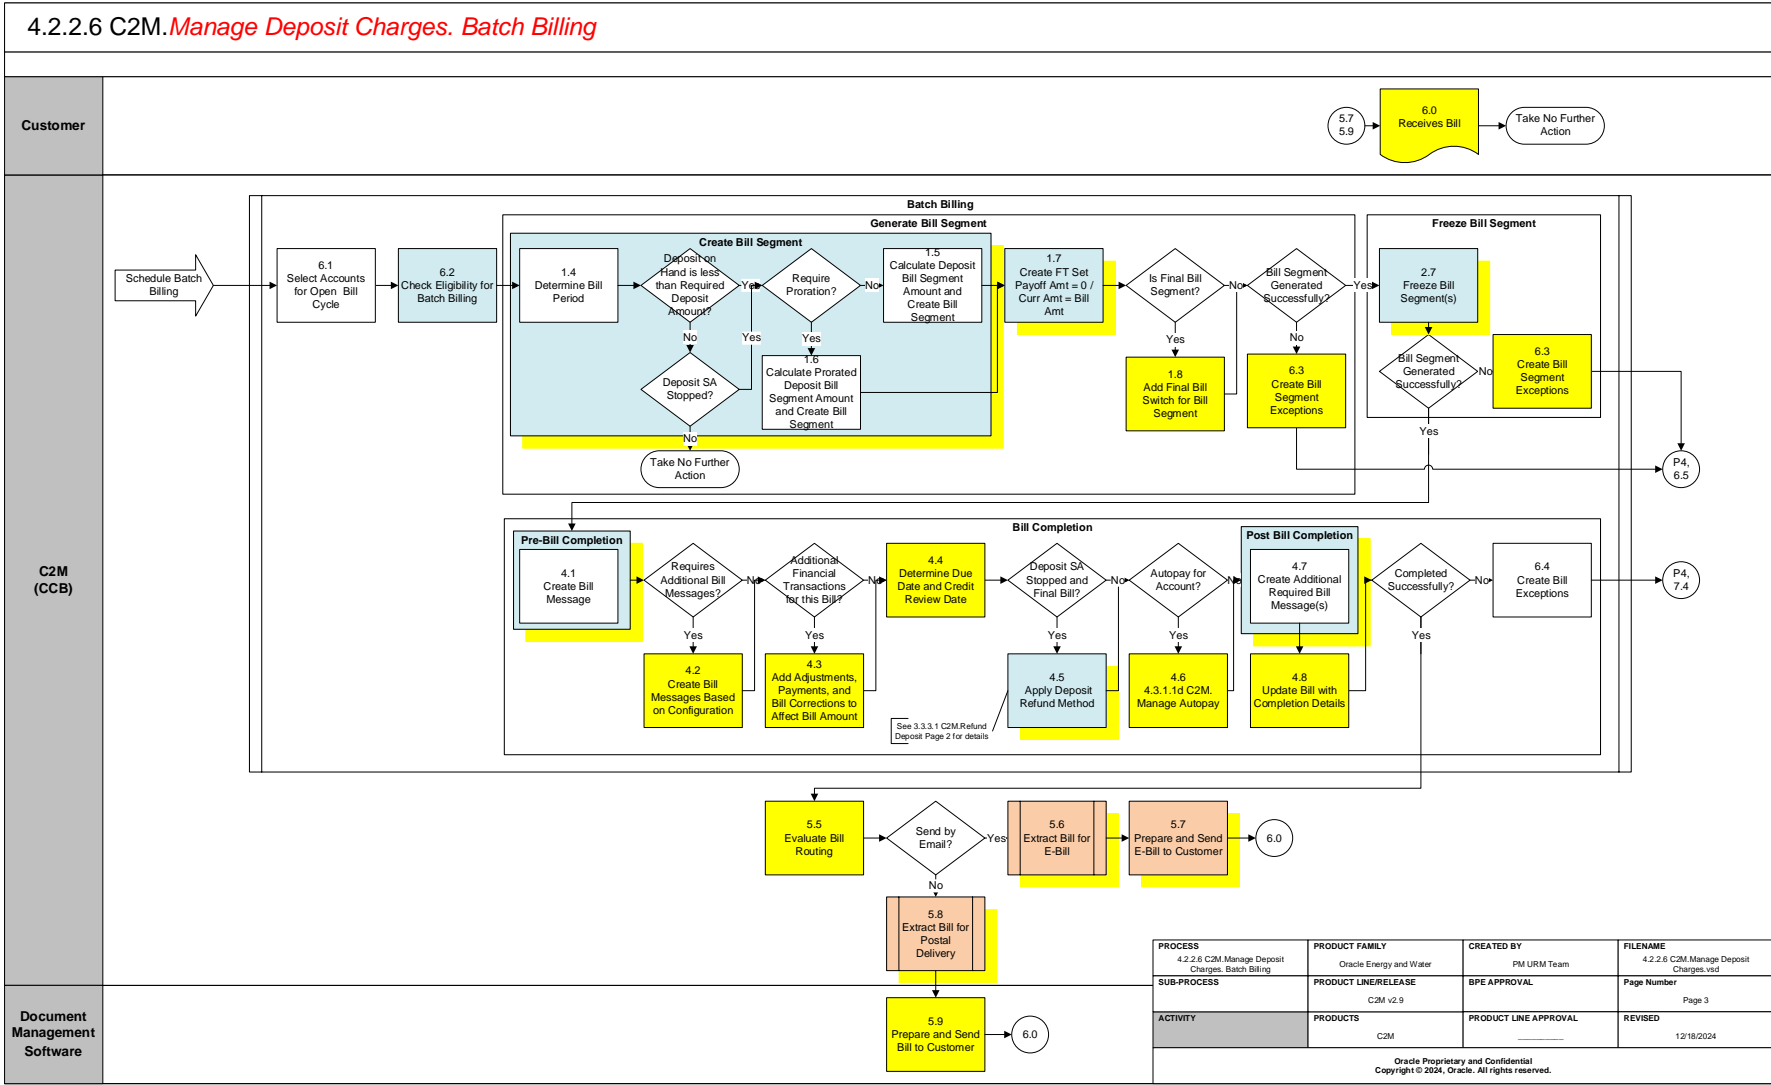 4.2.2.6 C2M.Manage Deposit Charges. Batch Billing
Customer
5.7
5.9
6.0
Receives Bill
Take No Further
Action
C2M
(CCB)
Batch Billing
Generate Bill Segment
Freeze Bill Segment
Create Bill Segment
Schedule Batch
Billing
6.1
Select Accounts
for Open Bill
Cycle
6.2
Check Eligibility for
Batch Billing
1.4
Determine Bill
Period
Deposit on
Hand is less
than Required
Deposit
Amount?
Yes
No
Deposit SA
Stopped?
Yes
No
Take No Further
Action
Require
Proration?
No
Yes
1.5
Calculate Deposit
Bill Segment
Amount and
Create Bill
Segment
1.6
Calculate Prorated
Deposit Bill
Segment Amount
and Create Bill
Segment
1.7
Create FT Set
Payoff Amt = 0 /
Curr Amt = Bill
Amt
Is Final Bill
Segment?
No
Yes
1.8
Add Final Bill
Switch for Bill
Segment
Bill Segment
Generated
Successfully?
Yes
No
6.3
Create Bill
Segment
Exceptions
2.7
Freeze Bill
Segment(s)
Bill Segment
Generated
Successfully?
No
Yes
6.3
Create Bill
Segment
Exceptions
P4,
6.5
Bill Completion
Pre-Bill Completion
4.1
Create Bill
Message
Requires
Additional Bill
Messages?
No
Yes
4.2
Create Bill
Messages Based
on Configuration
Additional
Financial
Transactions
for this Bill?
No
Yes
4.3
Add Adjustments,
Payments, and
Bill Corrections to
Affect Bill Amount
4.4
Determine Due
Date and Credit
Review Date
Deposit SA
Stopped and
Final Bill?
No
Yes
4.5
Apply Deposit
Refund Method
See 3.3.3.1 C2M.Refund
Deposit Page 2 for details
Autopay for
Account?
No
Yes
4.6
4.3.1.1d C2M.
Manage Autopay
Post Bill Completion
4.7
Create Additional
Required Bill
Message(s)
4.8
Update Bill with
Completion Details
Completed
Successfully?
No
Yes
6.4
Create Bill
Exceptions
P4,
7.4
5.5
Evaluate Bill
Routing
Send by
Email?
Yes
No
5.6
Extract Bill for
E-Bill
5.7
Prepare and Send
E-Bill to Customer
6.0
5.8
Extract Bill for
Postal
Delivery
Document
Management
Software
5.9
Prepare and Send
Bill to Customer
6.0
PROCESS
4.2.2.6 C2M.Manage Deposit
Charges. Batch Billing
PRODUCT FAMILY
Oracle Energy and Water
CREATED BY
PM URM Team
FILENAME
4.2.2.6 C2M.Manage Deposit
Charges.vsd
SUB-PROCESS
PRODUCT LINE/RELEASE
C2M v2.9
BPE APPROVAL
Page Number
Page 3
ACTIVITY
PRODUCTS
C2M
PRODUCT LINE APPROVAL
___________
REVISED
12/18/2024
Oracle Proprietary and Confidential
Copyright © 2024, Oracle. All rights reserved.